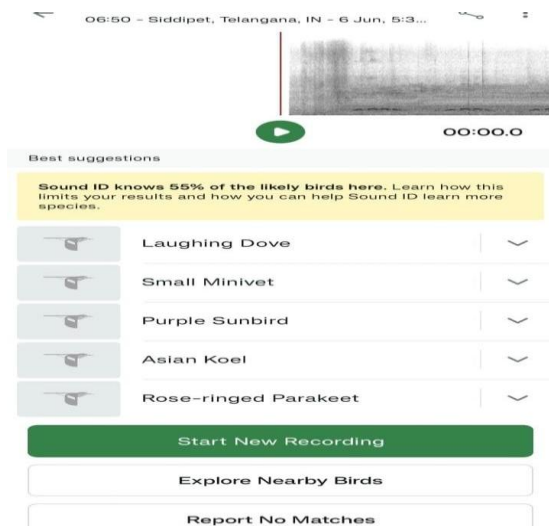 06:50 - Siddipet, Telangana, IN - 6 Jun, 5:3...
00:00.0
Best suggestions
Sound ID knows 55% of the likely birds here. Learn how this
limits your results and how you can help Sound ID learn more
species.
Laughing Dove
Small Minivet
Purple Sunbird
Asian Koel
Rose-ringed Parakeet
Start New Recording
Explore Nearby Birds
Report No Matches